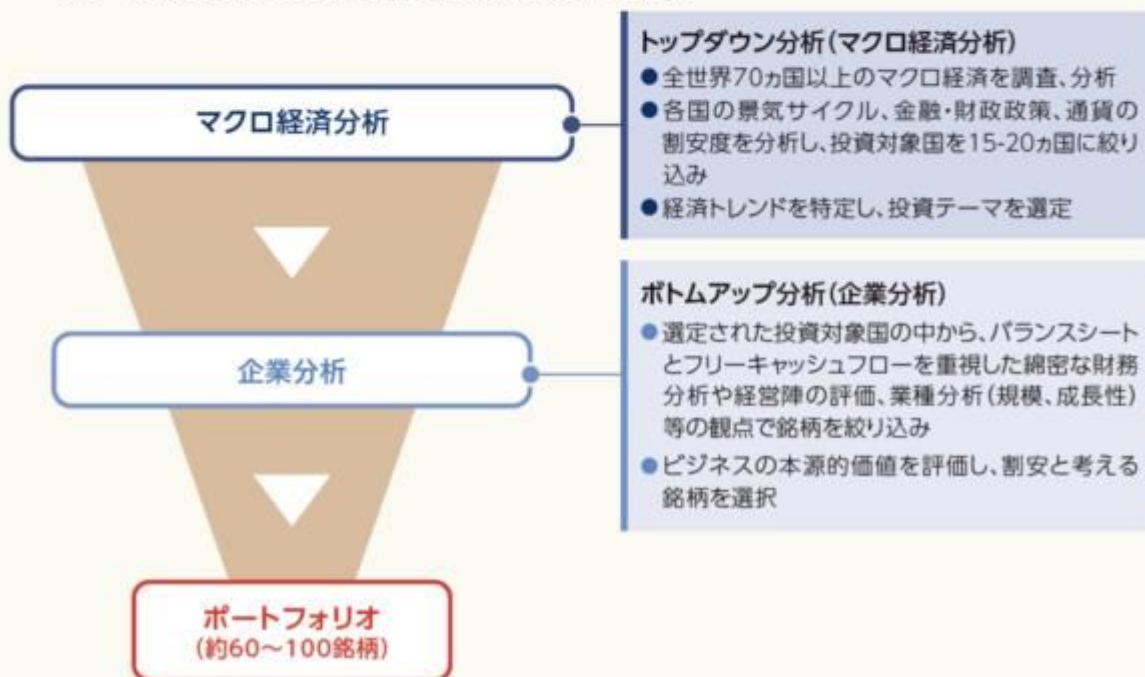 マクロ経済分析
トップダウン分析(マクロ経済分析)
●全世界70ヵ国以上のマクロ経済を調査、分析
●各国の景気サイクル、金融・財政政策、通貨の
割安度を分析し、投資対象国を15-20ヵ国に絞り
込み
●経済トレンドを特定し、投資テーマを選定
企業分析
ボトムアップ分析(企業分析)
●選定された投資対象国の中から、バランスシート
とフリーキャッシュフローを重視した綿密な財務
分析や経営陣の評価、業種分析(規模、成長性)
等の観点で銘柄を絞り込み
●ビジネスの本源的価値を評価し、割安と考える
銘柄を選択
ポートフォリオ
(約60~100銘柄)